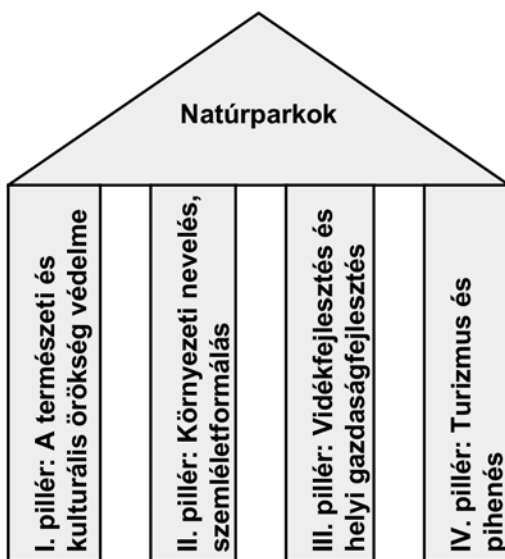 Natúrparkok
I. pillér: A természeti és
kulturális örökség védelme
II. pillér: Környezeti nevelés,
szemléletformálás
III. pillér: Vidékfejlesztés és
helyi gazdaságfejlesztés
IV. pillér: Turizmus és
pihenés